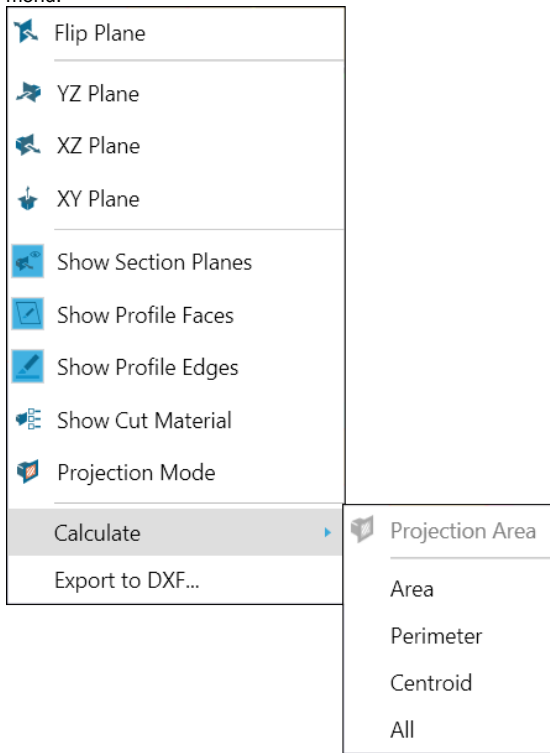 menu.
Flip Plane
YZ Plane
XZ Plane
XY Plane
Show Section Planes
Show Profile Faces
Show Profile Edges
Show Cut Material
Projection Mode
Calculate
Export to DXF...
Projection Area
Area
Perimeter
Centroid
All